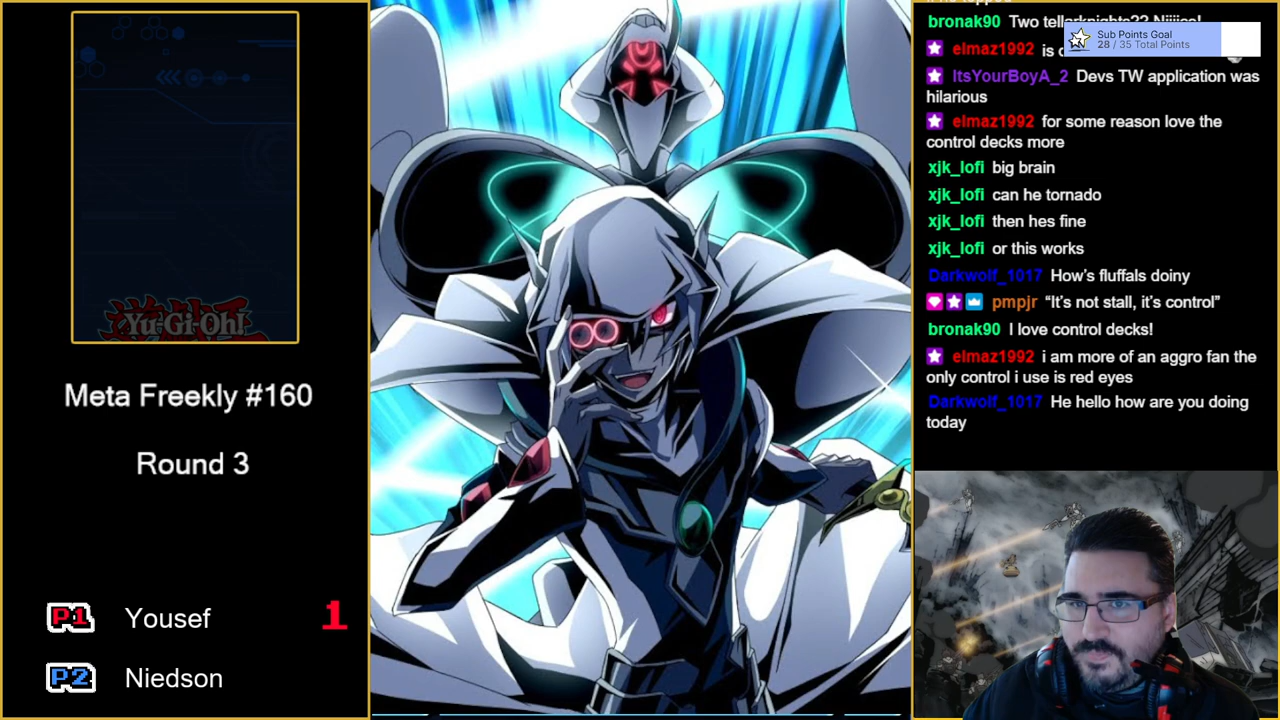 Yu-Gi-Oh!
Meta Freekly #160
Round 3
P1 Yousef 1
P2 Niedson
bronak90 Two tellarknights?? Niiiice!
Sub Points Goal
28 / 35 Total Points
elmaz1992 is
ItsYourBoyA_2 Devs TW application was
hilarious
elmaz1992 for some reason love the
control decks more
xjk_lofi big brain
xjk_lofi can he tornado
xjk_lofi then hes fine
xjk_lofi or this works
Darkwolf_1017 How's fluffals doiny
pmpjr “It's not stall, it's control”
bronak90 I love control decks!
elmaz1992 i am more of an aggro fan the
only control i use is red eyes
Darkwolf_1017 He hello how are you doing
today